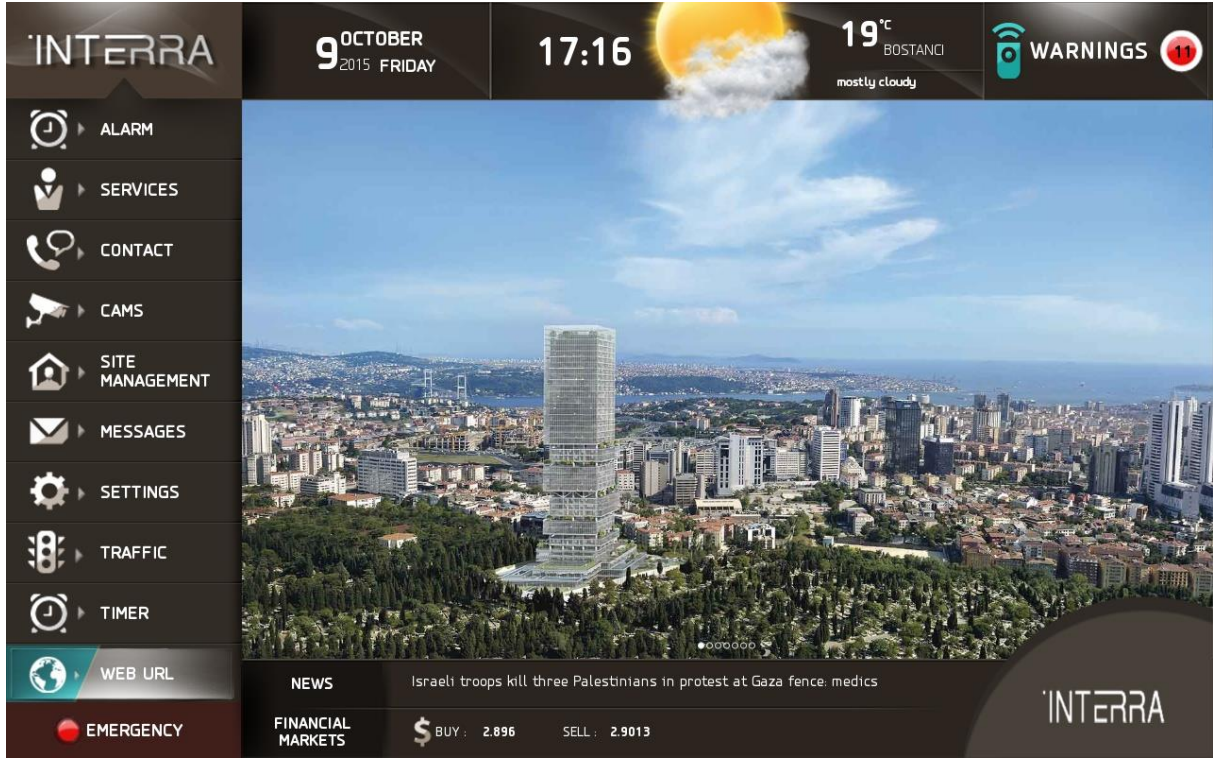 INTERRA
9 OCTOBER
2015 FRIDAY
17:16
19°C
BOSTANCI
mostly cloudy
WARNINGS 11
ALARM
SERVICES
CONTACT
CAMS
SITE
MANAGEMENT
MESSAGES
SETTINGS
TRAFFIC
TIMER
WEB URL
EMERGENCY
NEWS
Israeli troops kill three Palestinians in protest at Gaza fence: medics
FINANCIAL
MARKETS
$ BUY : 2.896 SELL : 2.9013
INTERRA